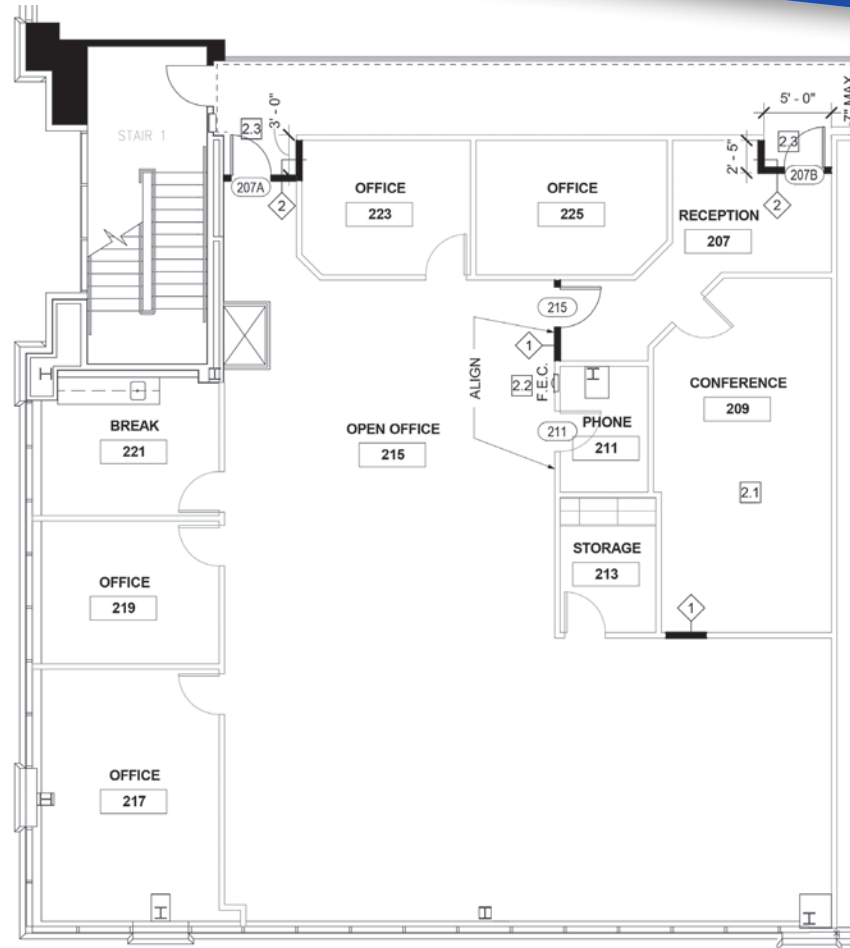 5' - 0"
7" MAX
3' - 0"
2.3
2.3
STAIR 1
2' - 5"
207A
207B
OFFICE
223
OFFICE
225
2
2
RECEPTION
207
215
1
ALIGN
2.2
F.E.C.
CONFERENCE
209
BREAK
221
OPEN OFFICE
215
211
PHONE
211
2.1
STORAGE
213
OFFICE
219
1
OFFICE
217